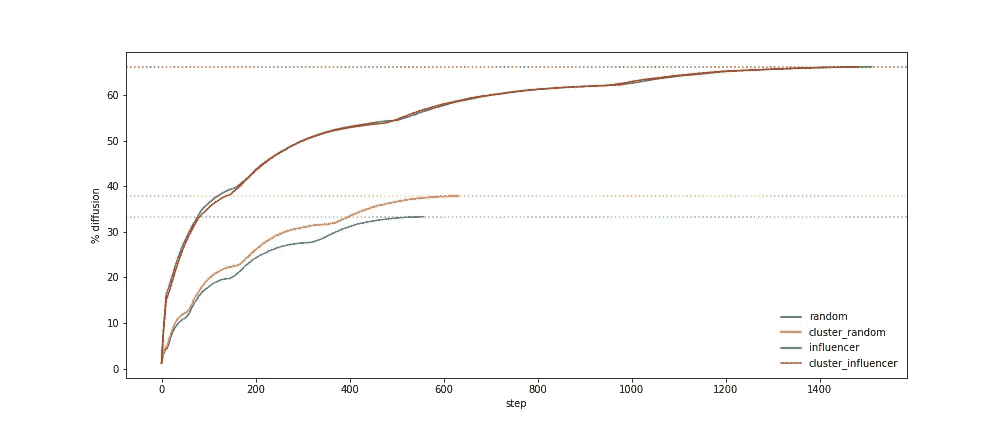 % diffusion
60
50
40
30
20
10
0
0 200 400 600 800 1000 1200 1400
step
random
cluster_random
influencer
cluster_influencer